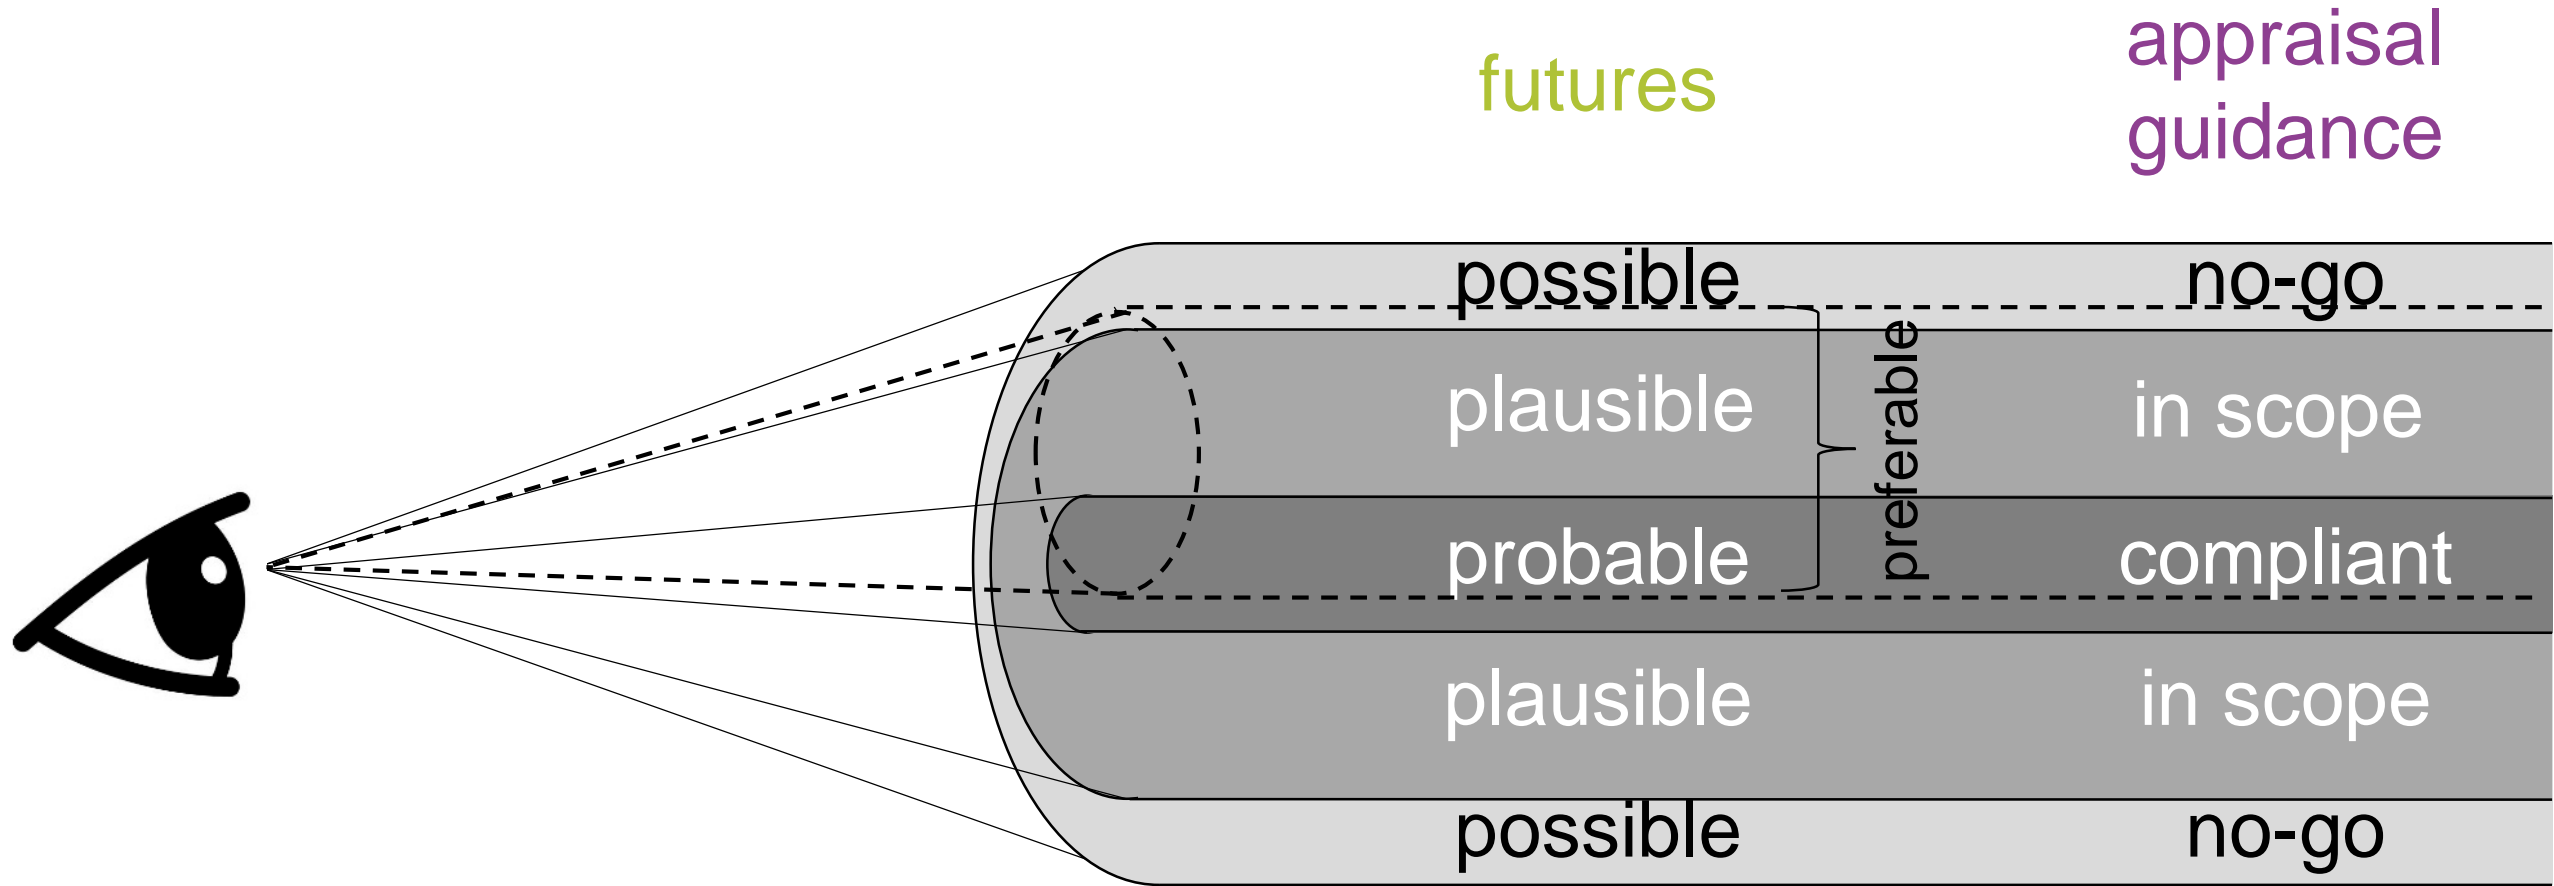 futures
appraisal
guidance
possible
no-go
plausible
preferable
in scope
probable
compliant
plausible
in scope
possible
no-go